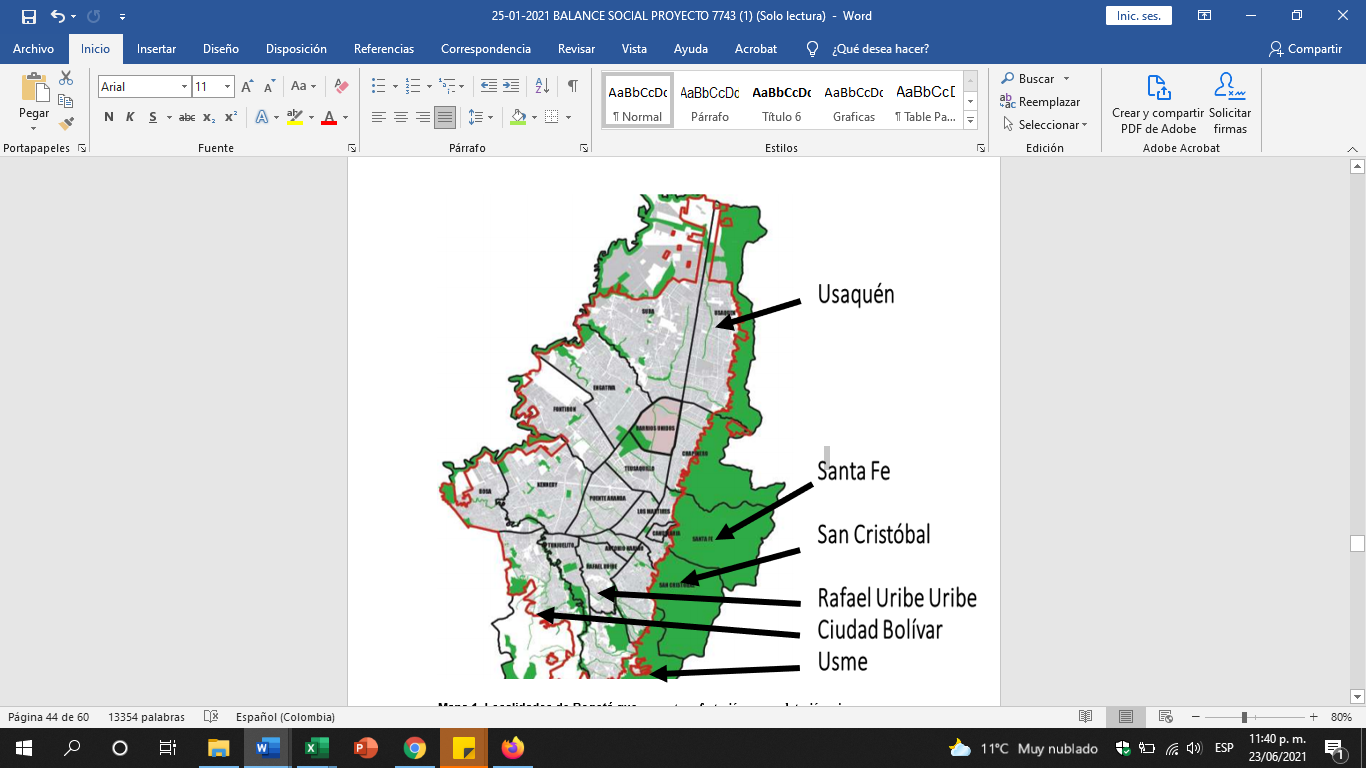 25-01-2021 BALANCE SOCIAL PROYECTO 7743 (1) (Solo lectura) - Word
Inic. ses.
Archivo Inicio Insertar Diseño Disposición Referencias Correspondencia Revisar Vista Ayuda Acrobat ¿Qué desea hacer? Compartir
Pegar
Portapapeles
Arial 11
N K S abc x₂ x²
Fuente
Párrafo
AaBbCcDc AaBbCcDc AaBbCcDc AaBbCcDc AaBbCcD
¶ Normal Párrafo Título 6 Graficas ¶ Table Pa...
Estilos
Buscar
Reemplazar
Seleccionar
Edición
Crear y compartir PDF de Adobe
Solicitar firmas
Adobe Acrobat
Usaquén
Santa Fe
San Cristóbal
Rafael Uribe Uribe
Ciudad Bolívar
Usme
SUBA
USAQUEN
ENGATIVA
FONTIBON
BARRIOS UNIDOS
CHAPINERO
TEUSAQUILLO
BOSA
KENNEDY
PUENTE ARANDA
LOS MARTIRES
SANTA FE
TUNJUELITO
ANTONIO NARIÑO
RAFAEL URIBE
SAN CRISTOBAL
Página 44 de 60 13354 palabras Español (Colombia) 80%
11°C Muy nublado ESP 11:40 p. m.
23/06/2021
1